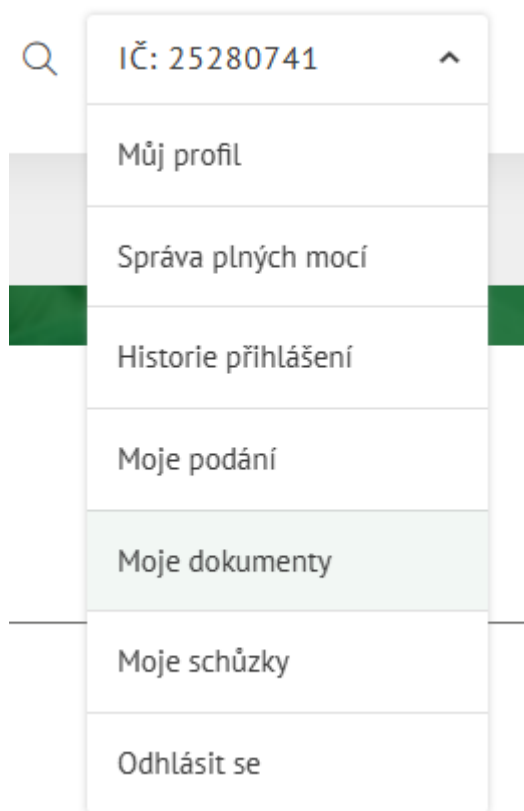 IČ: 25280741
Můj profil
Správa plných mocí
Historie přihlášení
Moje podání
Moje dokumenty
Moje schůzky
Odhlásit se